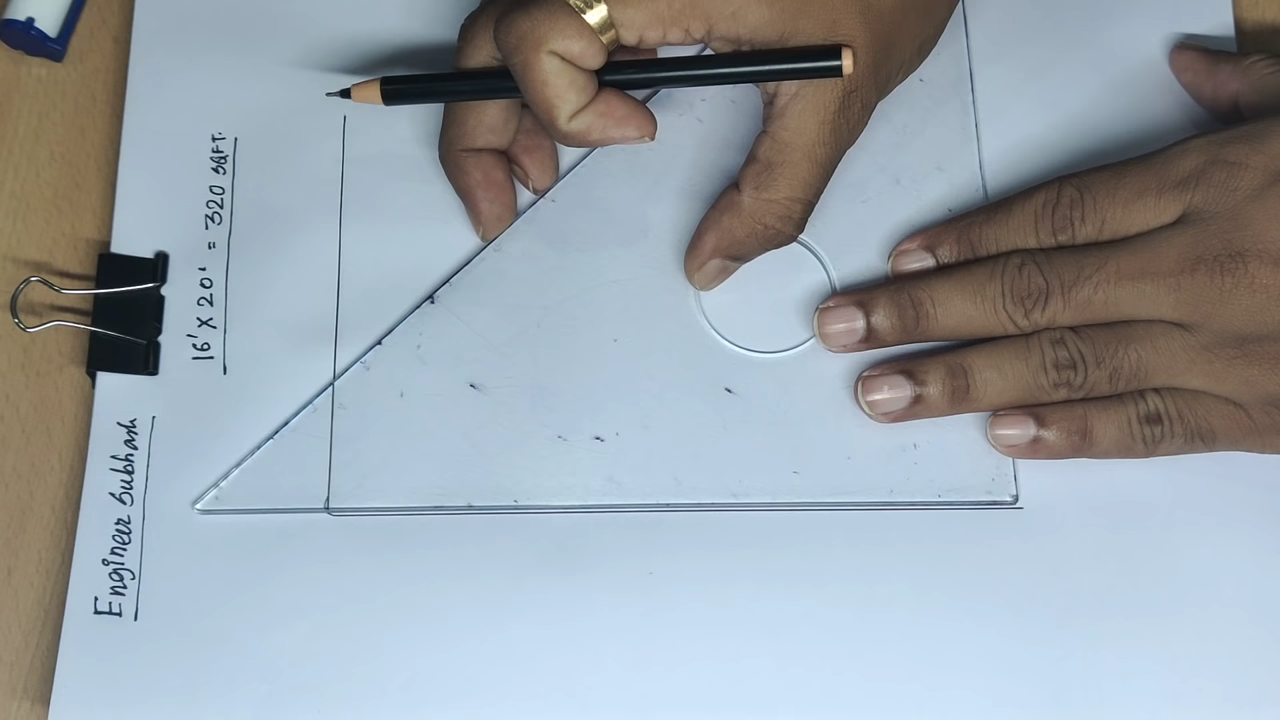 Engineer Subhash
16' X 20' = 320 SQFT.